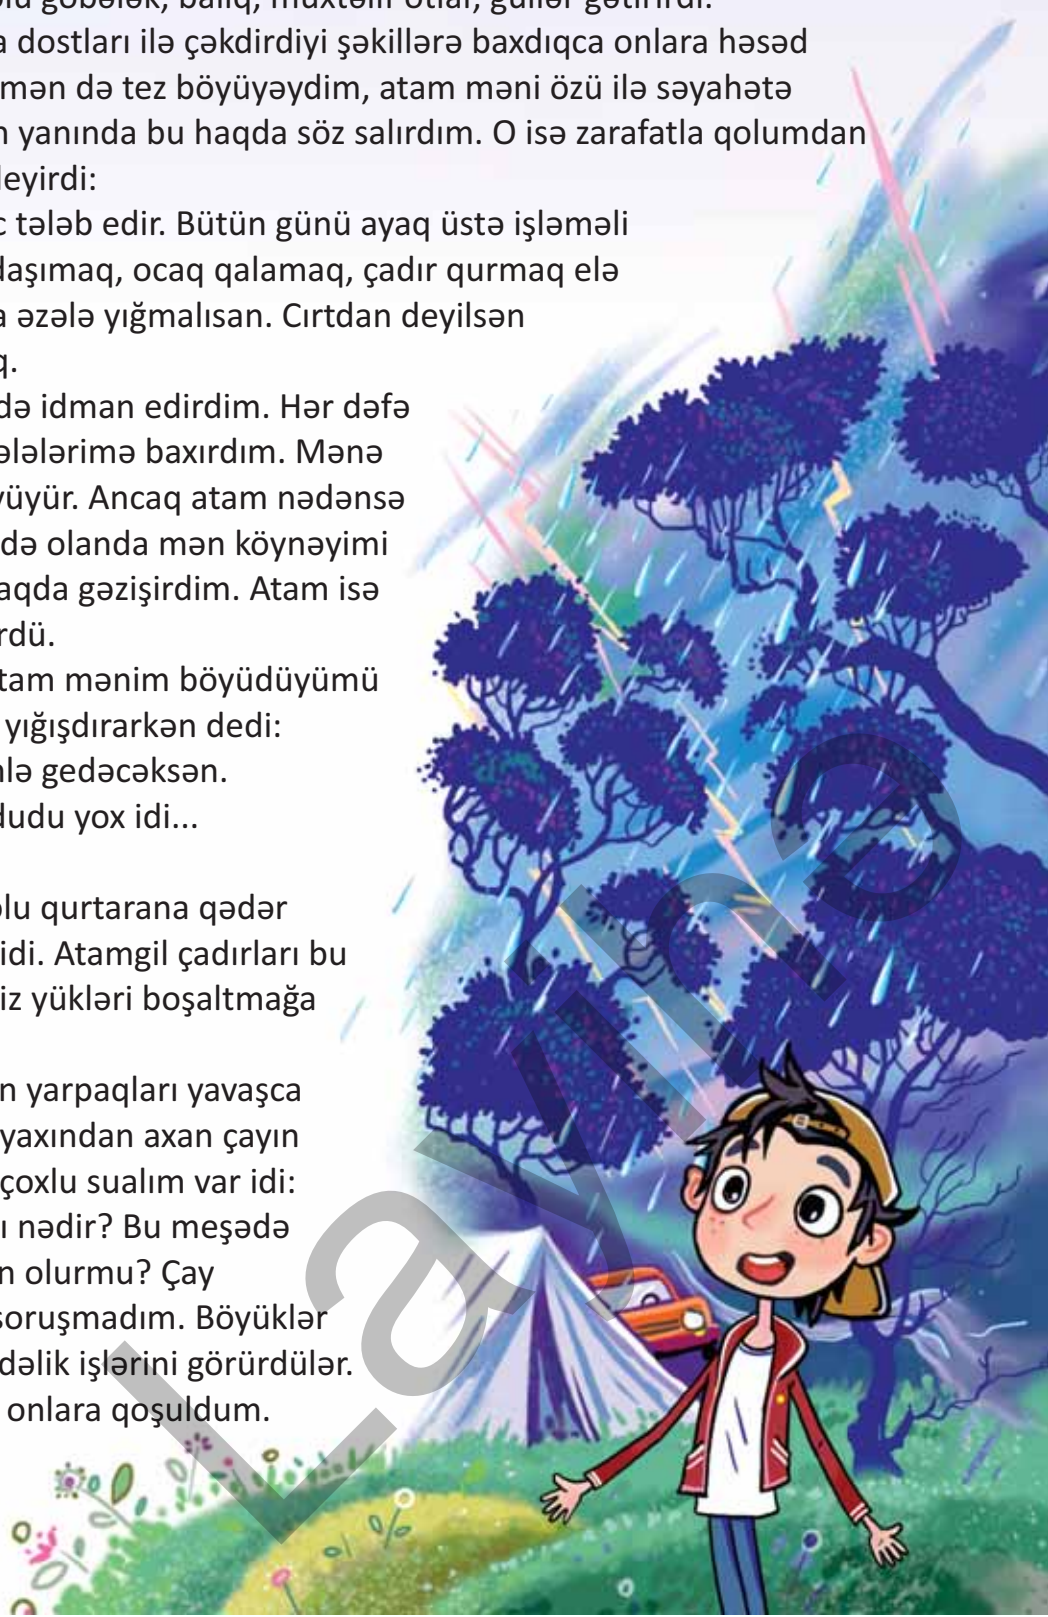 göbələk, balıq, müxtəlif otlar, güllər gətirirdi.
dostları ilə çəkdirdiyi şəkillərə baxdıqca onlara həsəd
mən də tez böyüyəydim, atam məni özü ilə səyahətə
yanında bu haqda söz salırdım. O isə zarafatla qolumdan
deyirdi:
tələb edir. Bütün günü ayaq üstə işləməli
daşımaq, ocaq qalamaq, çadır qurmaq elə
əzələ yığmalısan. Cırtdan deyilsən
q.
də idman edirdim. Hər dəfə
ələlərimə baxırdım. Mənə
yüyür. Ancaq atam nədənsə
də olanda mən köynəyimi
aqda gəzişirdim. Atam isə
rdü.
tam mənim böyüdüyümü
yığışdırarkən dedi:
lə gedəcəksən.
dudu yox idi...
lu qurtarana qədər
idi. Atamgil çadırları bu
iz yükləri boşaltmağa
n yarpaqları yavaşca
yaxından axan çayın
çoxlu sualım var idi:
ı nədir? Bu meşədə
n olurmu? Çay
soruşmadım. Böyüklər
dəlik işlərini görürdülər.
onlara qoşuldum.
Layihə